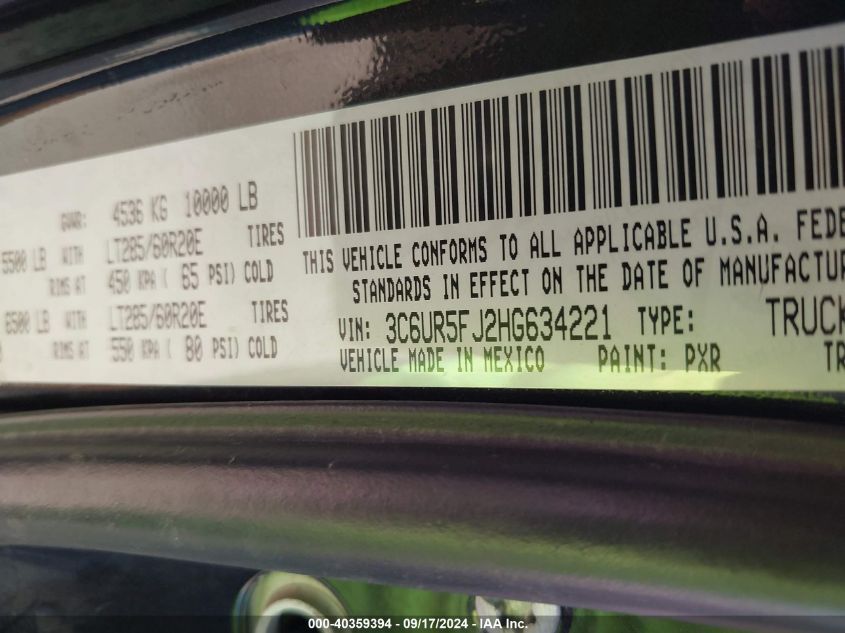 GVWR: 4536 KG 10000 LB
5500 LB WITH LT285/60R20E TIRES
RIMS AT 450 KPA ( 65 PSI) COLD
6500 LB WITH LT285/60R20E TIRES
RIMS AT 550 KPA ( 80 PSI) COLD
THIS VEHICLE CONFORMS TO ALL APPLICABLE U.S.A. FEDE
STANDARDS IN EFFECT ON THE DATE OF MANUFACTUR
VIN: 3C6UR5FJ2HG634221 TYPE: TRUCK
VEHICLE MADE IN MEXICO PAINT: PXR TR
000-40359394 - 09/17/2024 - IAA Inc.